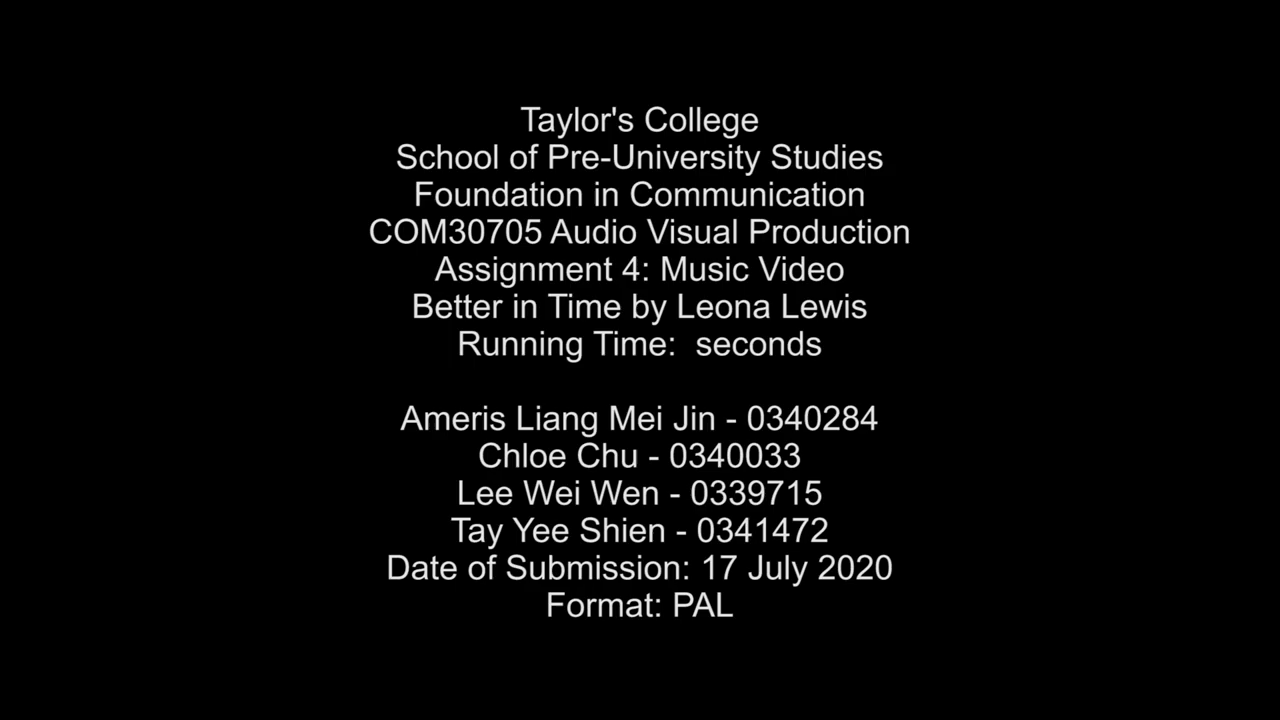 Taylor's College
School of Pre-University Studies
Foundation in Communication
COM30705 Audio Visual Production
Assignment 4: Music Video
Better in Time by Leona Lewis
Running Time:  seconds
Ameris Liang Mei Jin - 0340284
Chloe Chu - 0340033
Lee Wei Wen - 0339715
Tay Yee Shien - 0341472
Date of Submission: 17 July 2020
Format: PAL